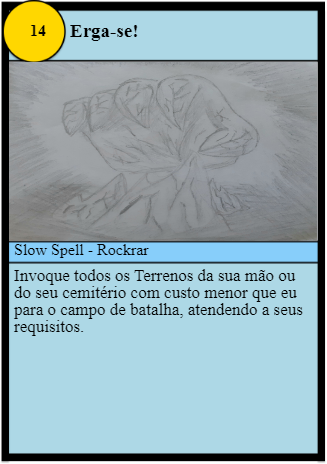 14 Erga-se!
Slow Spell - Rockrar
Invoque todos os Terrenos da sua mão ou
do seu cemitério com custo menor que eu
para o campo de batalha, atendendo a seus
requisitos.